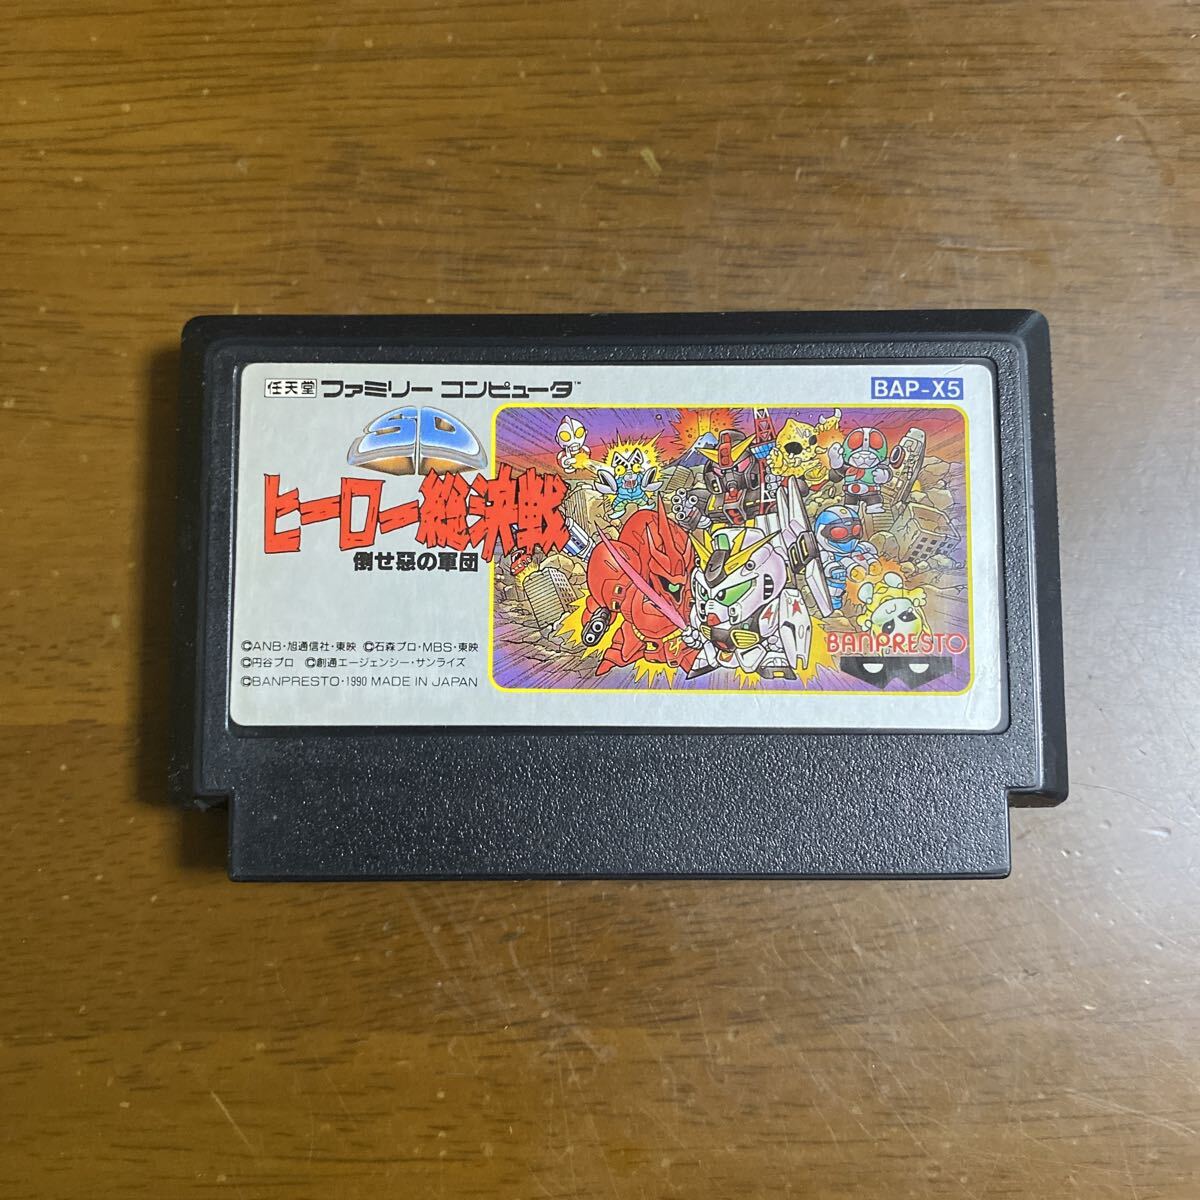 任天堂 ファミリー コンピュータ™
BAP-X5
SD
ヒーロー総決戦
倒せ悪の軍団
©ANB・旭通信社・東映 ©石森プロ・MBS・東映
©円谷プロ ©創通エージェンシー・サンライズ
©BANPRESTO・1990 MADE IN JAPAN
BANPRESTO